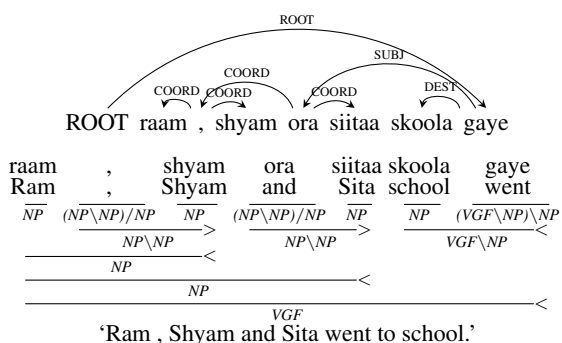 ROOT
SUBJ
COORD COORD COORD COORD DEST
ROOT raam , shyam ora siitaa skoola gaye
raam , shyam ora siitaa skoola gaye
Ram , Shyam and Sita school went
NP (NP\NP)/NP NP (NP\NP)/NP NP NP (VGF\NP)\NP
> > <
NP\NP NP\NP VGF\NP
<
NP
<
NP
<
VGF
‘Ram , Shyam and Sita went to school.’